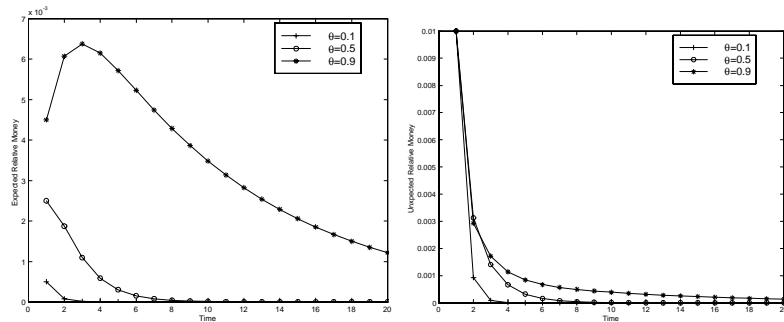 7
6
5
4
3
2
1
0
x 10⁻³
Expected Relative Money
0 2 4 6 8 10 12 14 16 18 20
Time
θ=0.1
θ=0.5
θ=0.9
0.01
0.009
0.008
0.007
0.006
0.005
0.004
0.003
0.002
0.001
0
Unxpected Relative Money
0 2 4 6 8 10 12 14 16 18 20
Time
θ=0.1
θ=0.5
θ=0.9